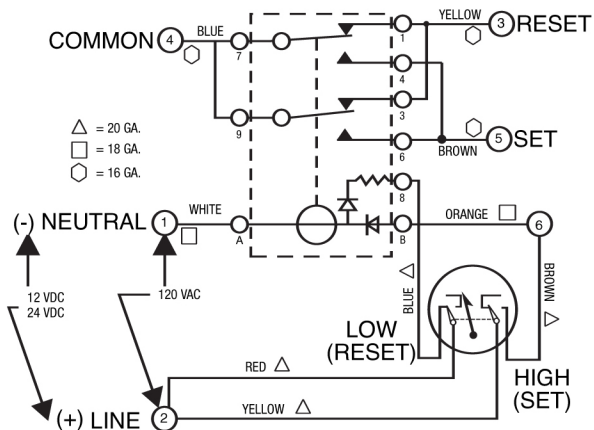 COMMON 4 BLUE 7 1 YELLOW 3 RESET
4
9 3
6 BROWN 5 SET
= 20 GA.
= 18 GA.
= 16 GA.
8
(-) NEUTRAL 1 WHITE A B ORANGE 6
12 VDC
24 VDC
120 VAC
BLUE
BROWN
LOW
(RESET)
RED
HIGH
(SET)
(+) LINE 2 YELLOW